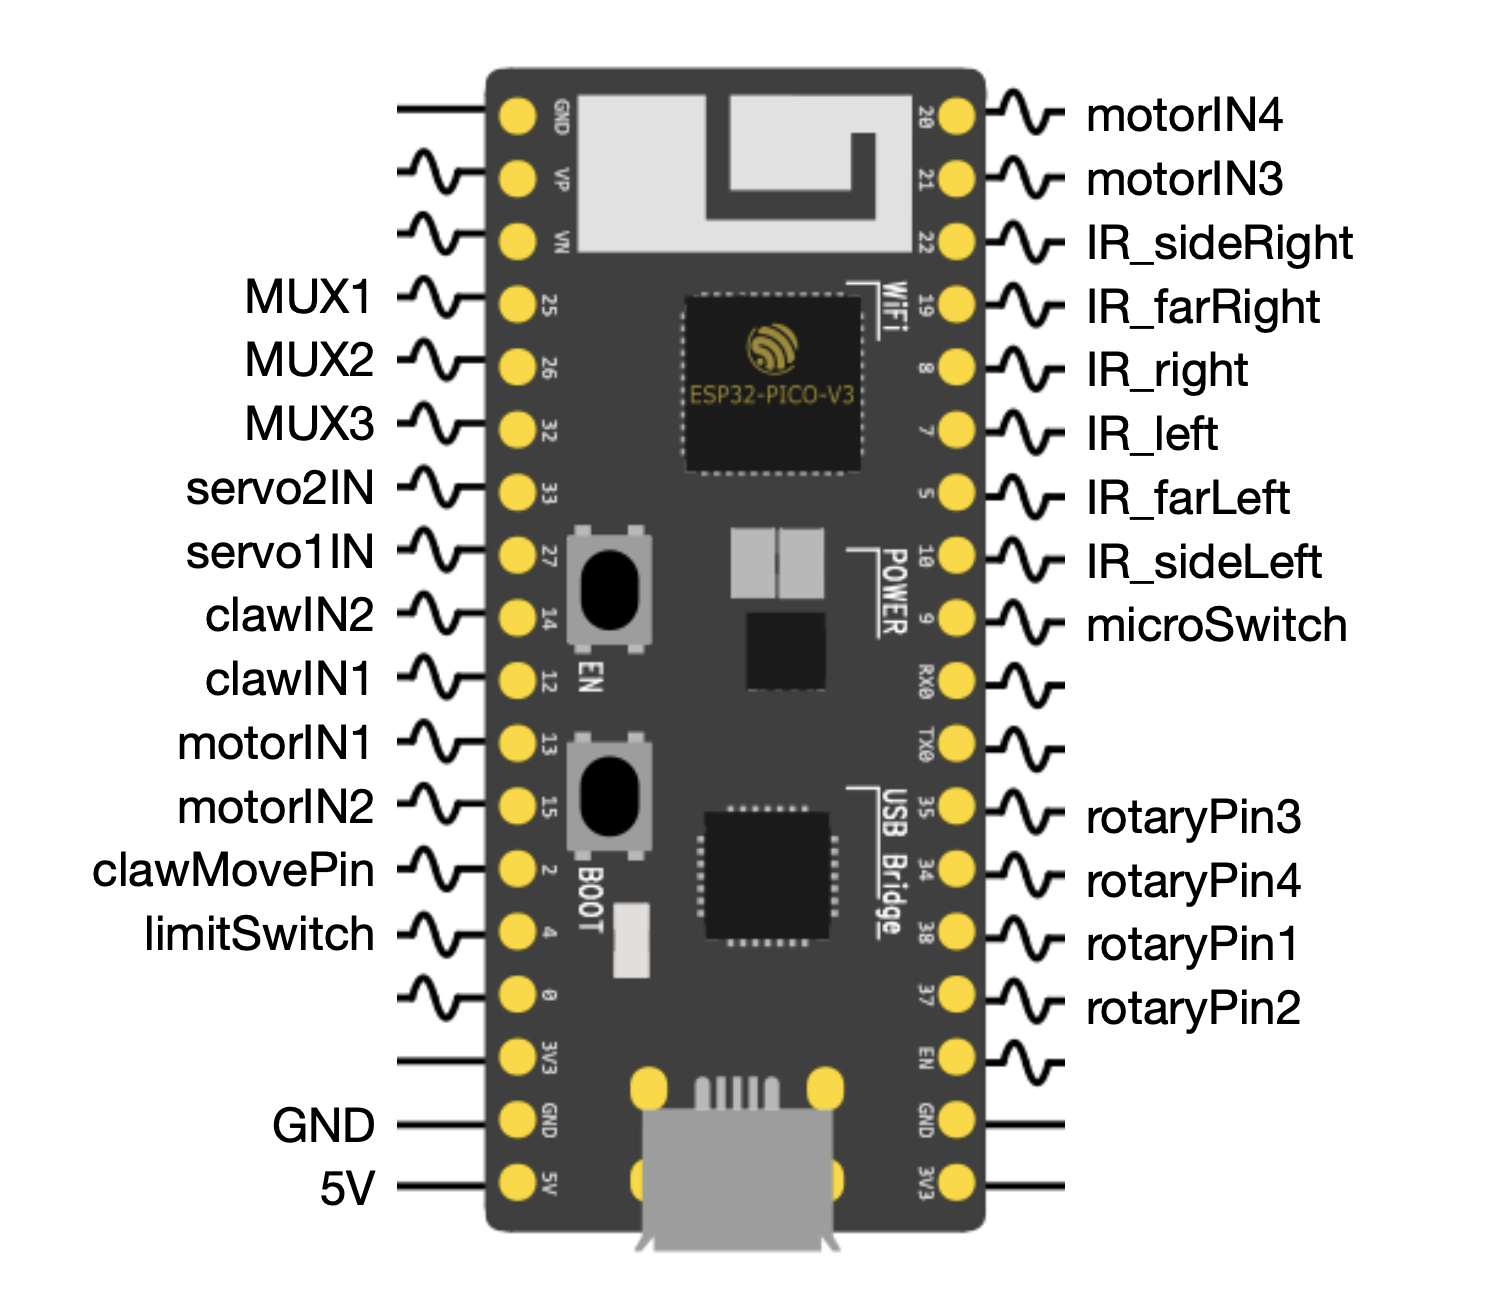 GND
VP
VN
MUX1 25
MUX2 26
MUX3 32
servo2IN 33
servo1IN 27
clawIN2 14
clawIN1 12
motorIN1 13
motorIN2 15
clawMovePin 2
limitSwitch 4
0
3V3
GND GND
5V 5V
WiFi
ESP32-PICO-V3
POWER
EN
BOOT
USB Bridge
20 motorIN4
21 motorIN3
22 IR_sideRight
19 IR_farRight
8 IR_right
7 IR_left
5 IR_farLeft
10 IR_sideLeft
9 microSwitch
RX0
TX0
35 rotaryPin3
34 rotaryPin4
38 rotaryPin1
37 rotaryPin2
EN
GND
3V3